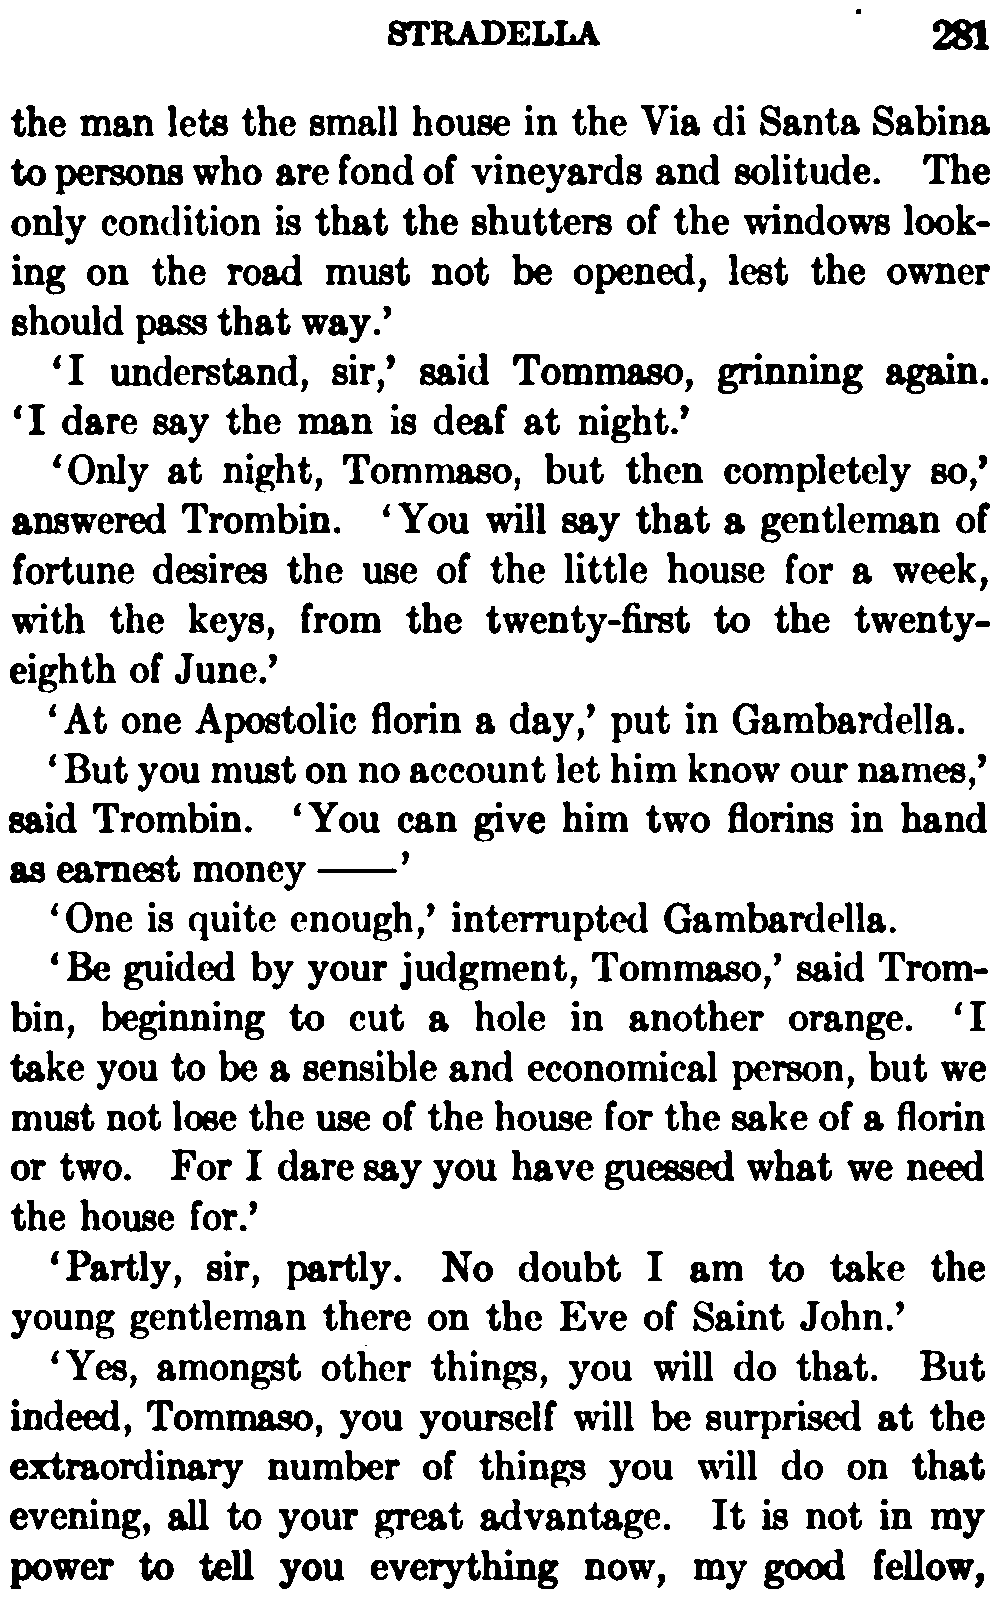 STRADELLA 281
the man lets the small house in the Via di Santa Sabina
to persons who are fond of vineyards and solitude. The
only condition is that the shutters of the windows look-
ing on the road must not be opened, lest the owner
should pass that way.’
‘I understand, sir,’ said Tommaso, grinning again.
‘I dare say the man is deaf at night.’
‘Only at night, Tommaso, but then completely so,’
answered Trombin. ‘You will say that a gentleman of
fortune desires the use of the little house for a week,
with the keys, from the twenty-first to the twenty-
eighth of June.’
‘At one Apostolic florin a day,’ put in Gambardella.
‘But you must on no account let him know our names,’
said Trombin. ‘You can give him two florins in hand
as earnest money ——’
‘One is quite enough,’ interrupted Gambardella.
‘Be guided by your judgment, Tommaso,’ said Trom-
bin, beginning to cut a hole in another orange. ‘I
take you to be a sensible and economical person, but we
must not lose the use of the house for the sake of a florin
or two. For I dare say you have guessed what we need
the house for.’
‘Partly, sir, partly. No doubt I am to take the
young gentleman there on the Eve of Saint John.’
‘Yes, amongst other things, you will do that. But
indeed, Tommaso, you yourself will be surprised at the
extraordinary number of things you will do on that
evening, all to your great advantage. It is not in my
power to tell you everything now, my good fellow,